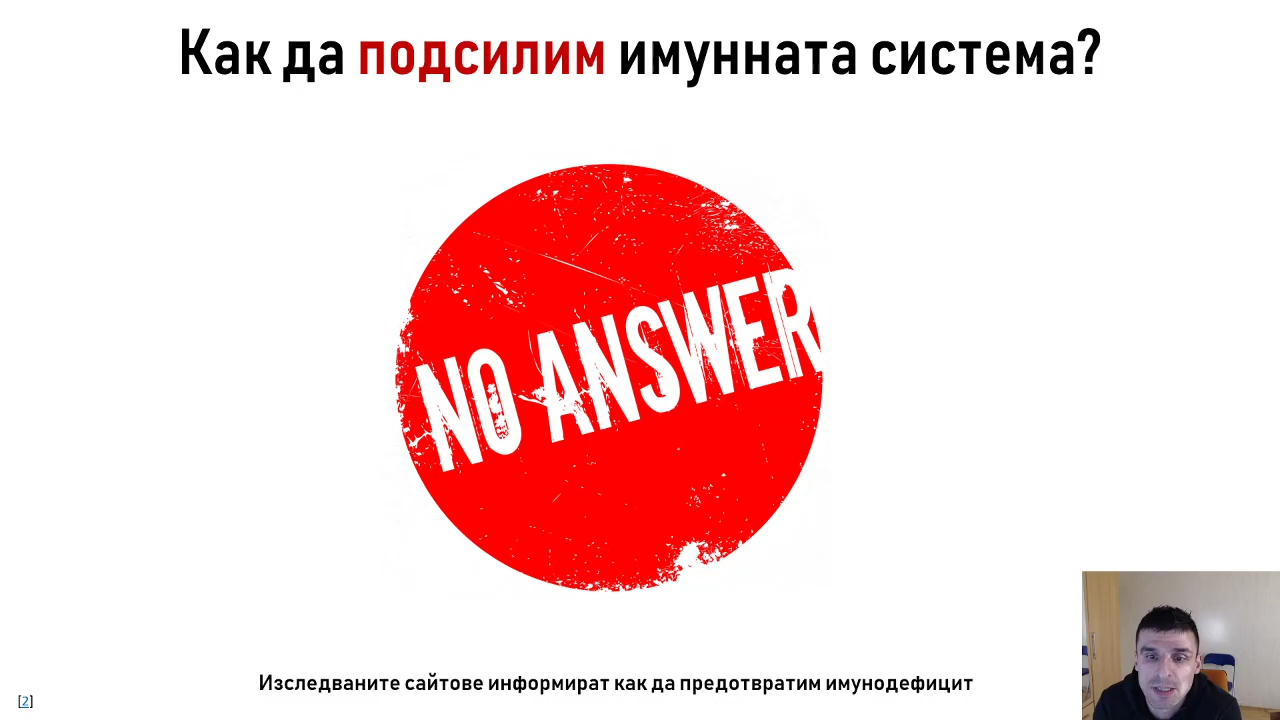 Как да подсилим имунната система?
NO ANSWER
Изследваните сайтове информират как да предотвратим имунодефицит
[2]